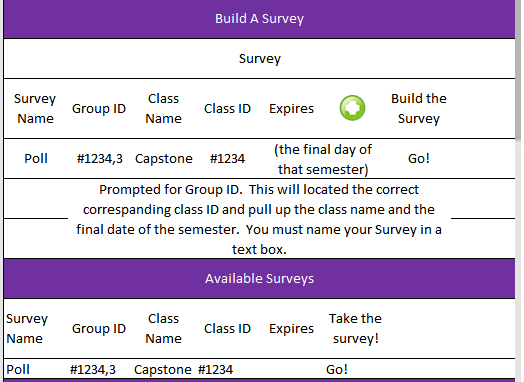 Build A Survey
Survey
Survey Name Group ID Class Name Class ID Expires Build the Survey
Poll #1234,3 Capstone #1234 (the final day of that semester) Go!
Prompted for Group ID. This will located the correct
correspanding class ID and pull up the class name and the
final date of the semester. You must name your Survey in a
text box.
Available Surveys
Survey Name Group ID Class Name Class ID Expires Take the survey!
Poll #1234,3 Capstone #1234 Go!